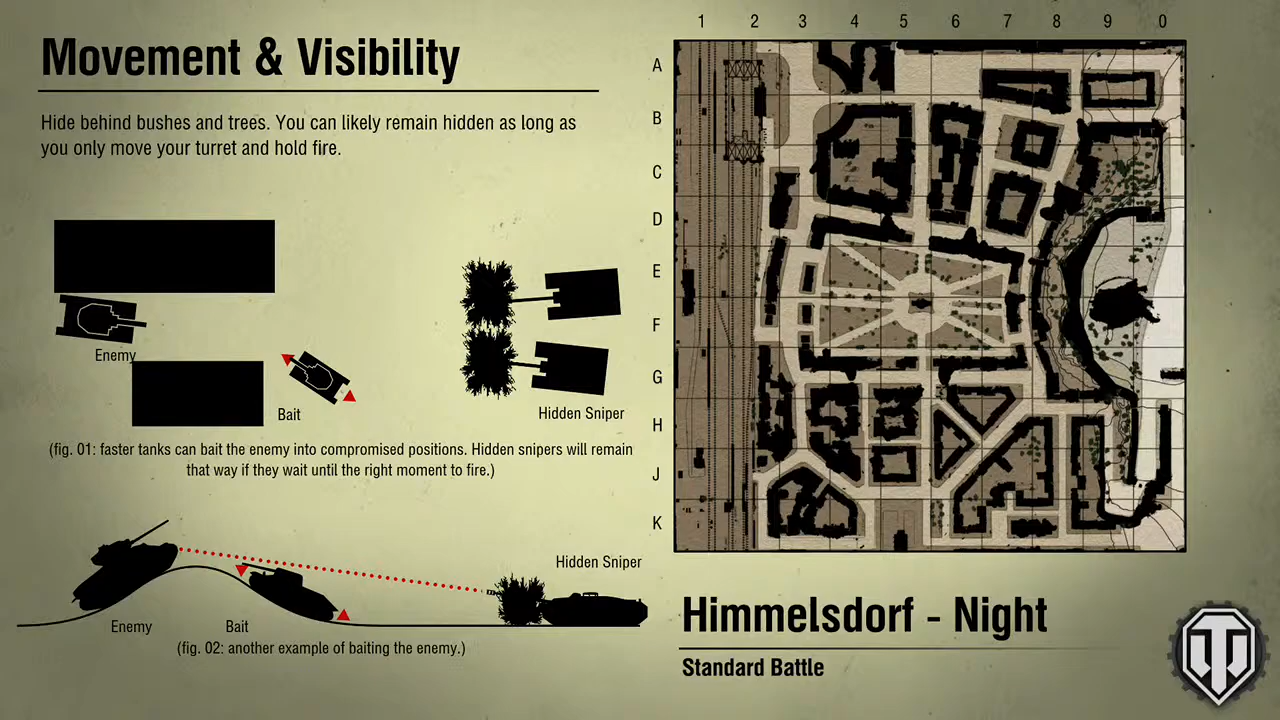 Movement & Visibility
Hide behind bushes and trees. You can likely remain hidden as long as
you only move your turret and hold fire.
Enemy
Bait
Hidden Sniper
(fig. 01: faster tanks can bait the enemy into compromised positions. Hidden snipers will remain
that way if they wait until the right moment to fire.)
Hidden Sniper
Enemy
Bait
(fig. 02: another example of baiting the enemy.)
1 2 3 4 5 6 7 8 9 0
A
B
C
D
E
F
G
H
J
K
Himmelsdorf - Night
Standard Battle